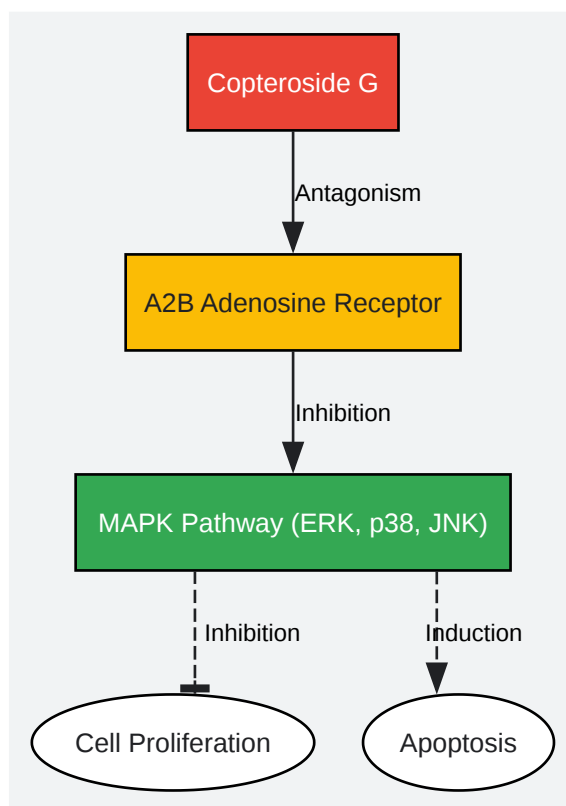 Copteroside G
Antagonism
A2B Adenosine Receptor
Inhibition
MAPK Pathway (ERK, p38, JNK)
Inhibition
Induction
Cell Proliferation
Apoptosis